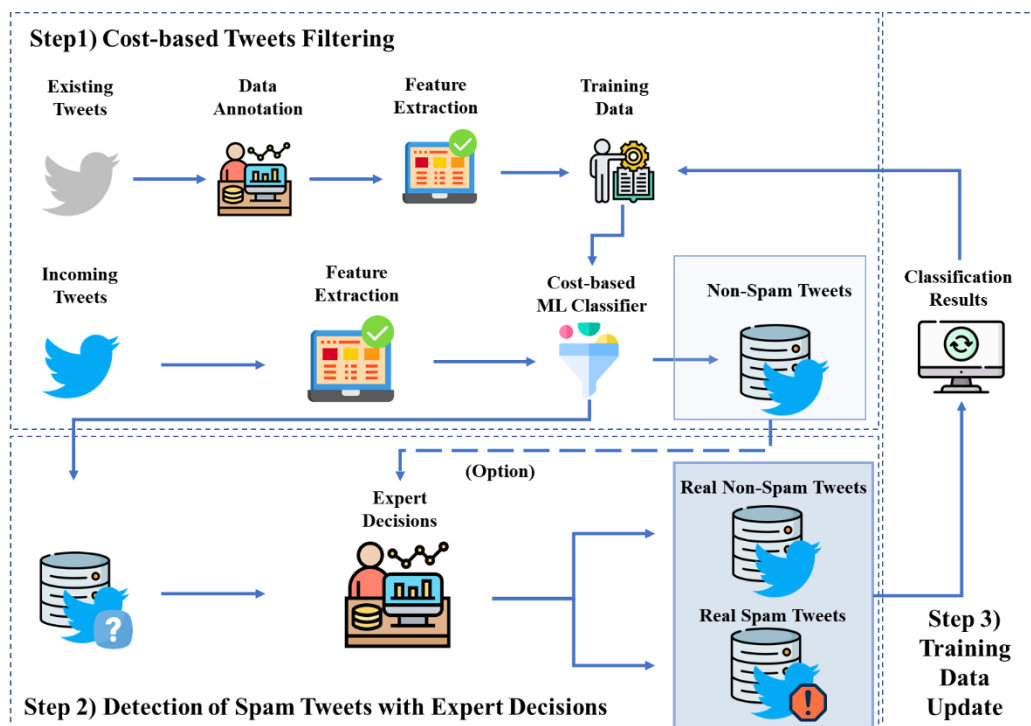 Step1) Cost-based Tweets Filtering
Existing
Tweets
Data
Annotation
Feature
Extraction
Training
Data
Incoming
Tweets
Feature
Extraction
Cost-based
ML Classifier
Non-Spam Tweets
Classification
Results
(Option)
Expert
Decisions
Real Non-Spam Tweets
?
Real Spam Tweets
!
Step 2) Detection of Spam Tweets with Expert Decisions
Step 3)
Training
Data
Update